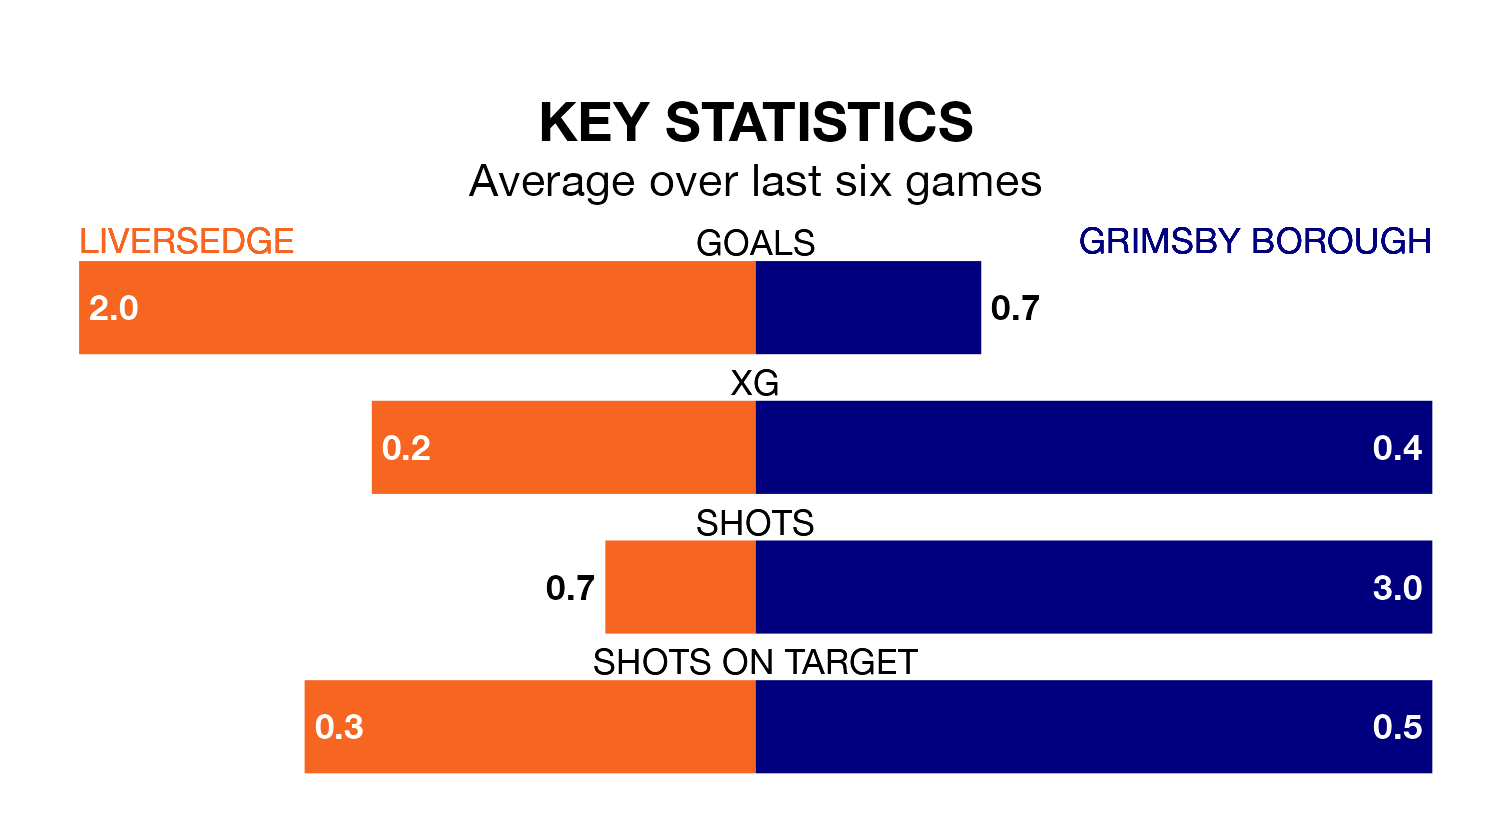 KEY STATISTICS
Average over last six games
LIVERSEDGE
GOALS
GRIMSBY BOROUGH
2.0
0.7
XG
0.2
0.4
SHOTS
0.7
3.0
SHOTS ON TARGET
0.3
0.5